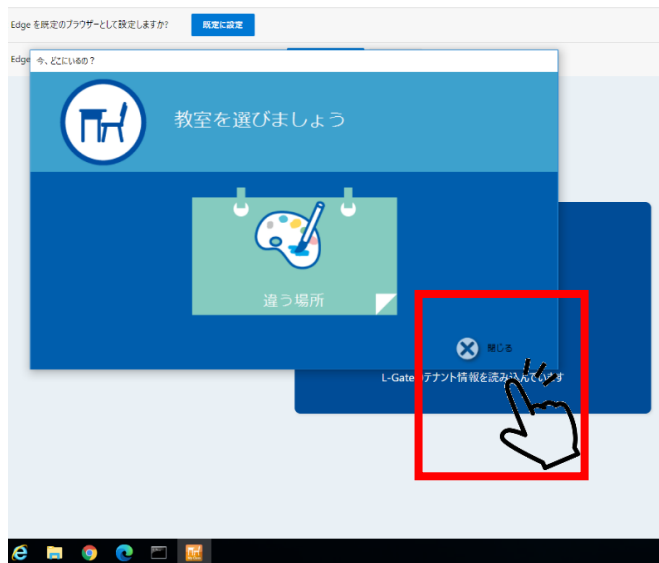 Edge を既定のブラウザーとして設定しますか?
既定に設定
Edge
今、どこにいるの?
教室を選びましょう
違う場所
閉じる
L-Gate
テナント情報を読み込んでいます